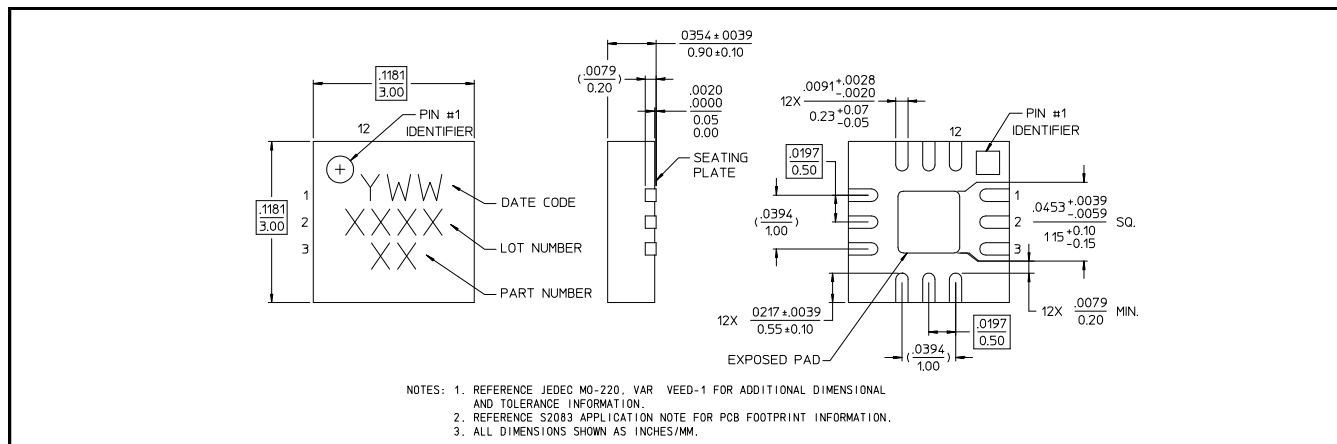 .1181
3.00
12
PIN #1
IDENTIFIER
.1181
3.00
1
2
3
YWW
XXXX
XX
DATE CODE
LOT NUMBER
PART NUMBER
0354±0039
0.90±0.10
(.0079
0.20)
.0020
.0000
0.05
0.00
SEATING
PLATE
12X .0091 +.0028 -.0020
0.23 +0.07 -0.05
12
PIN #1
IDENTIFIER
.0197
0.50
(.0394
1.00)
1
2
3
.0453 +.0039 -.0059
115 +0.10 -0.15
SQ.
12X 0217±.0039
0.55±0.10
12X .0079
0.20 MIN.
.0197
0.50
(.0394
1.00)
EXPOSED PAD
NOTES: 1. REFERENCE JEDEC MO-220, VAR VEED-1 FOR ADDITIONAL DIMENSIONAL
AND TOLERANCE INFORMATION.
2. REFERENCE S2083 APPLICATION NOTE FOR PCB FOOTPRINT INFORMATION.
3. ALL DIMENSIONS SHOWN AS INCHES/MM.